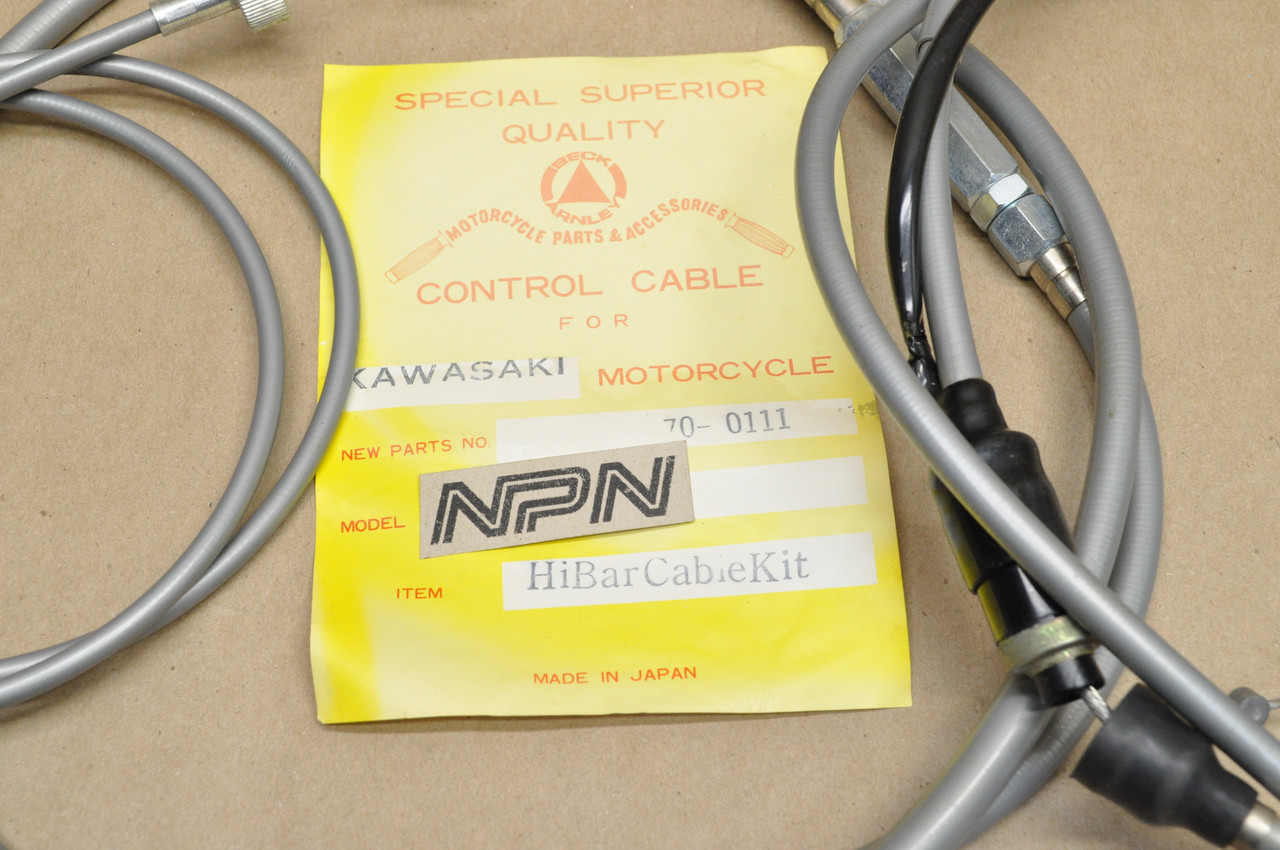 SPECIAL SUPERIOR
QUALITY
BECK
ARNLEY
MOTORCYCLE PARTS & ACCESSORIES
CONTROL CABLE
FOR
KAWASAKI MOTORCYCLE
NEW PARTS NO. 70- 0111
MODEL NPN
ITEM HiBarCableKit
MADE IN JAPAN